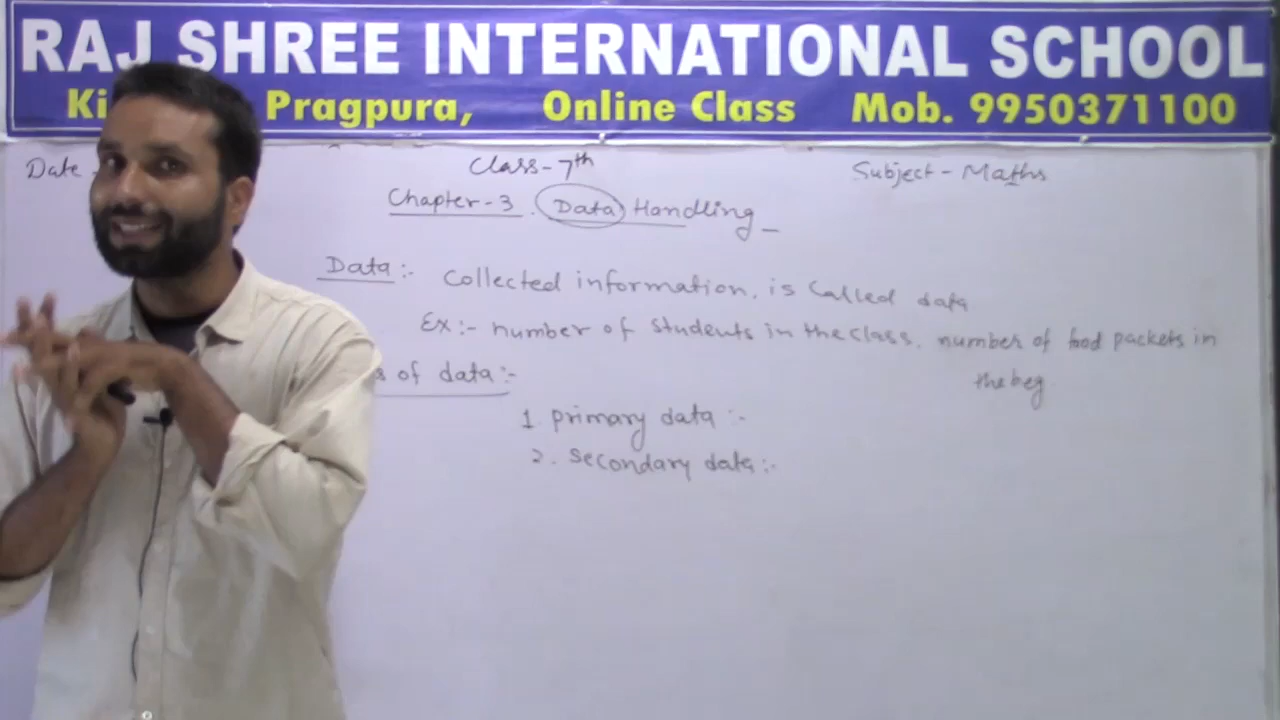 RAJ SHREE INTERNATIONAL SCHOOL
Pragpura, Online Class Mob. 9950371100
Date - Class-7th Subject - Maths
Chapter-3. Data Handling
Data:- Collected information. is Called data
Ex:- number of students in the class. number of food packets in
the beg.
s of data:-
1. primary data :-
2. Secondary data:-